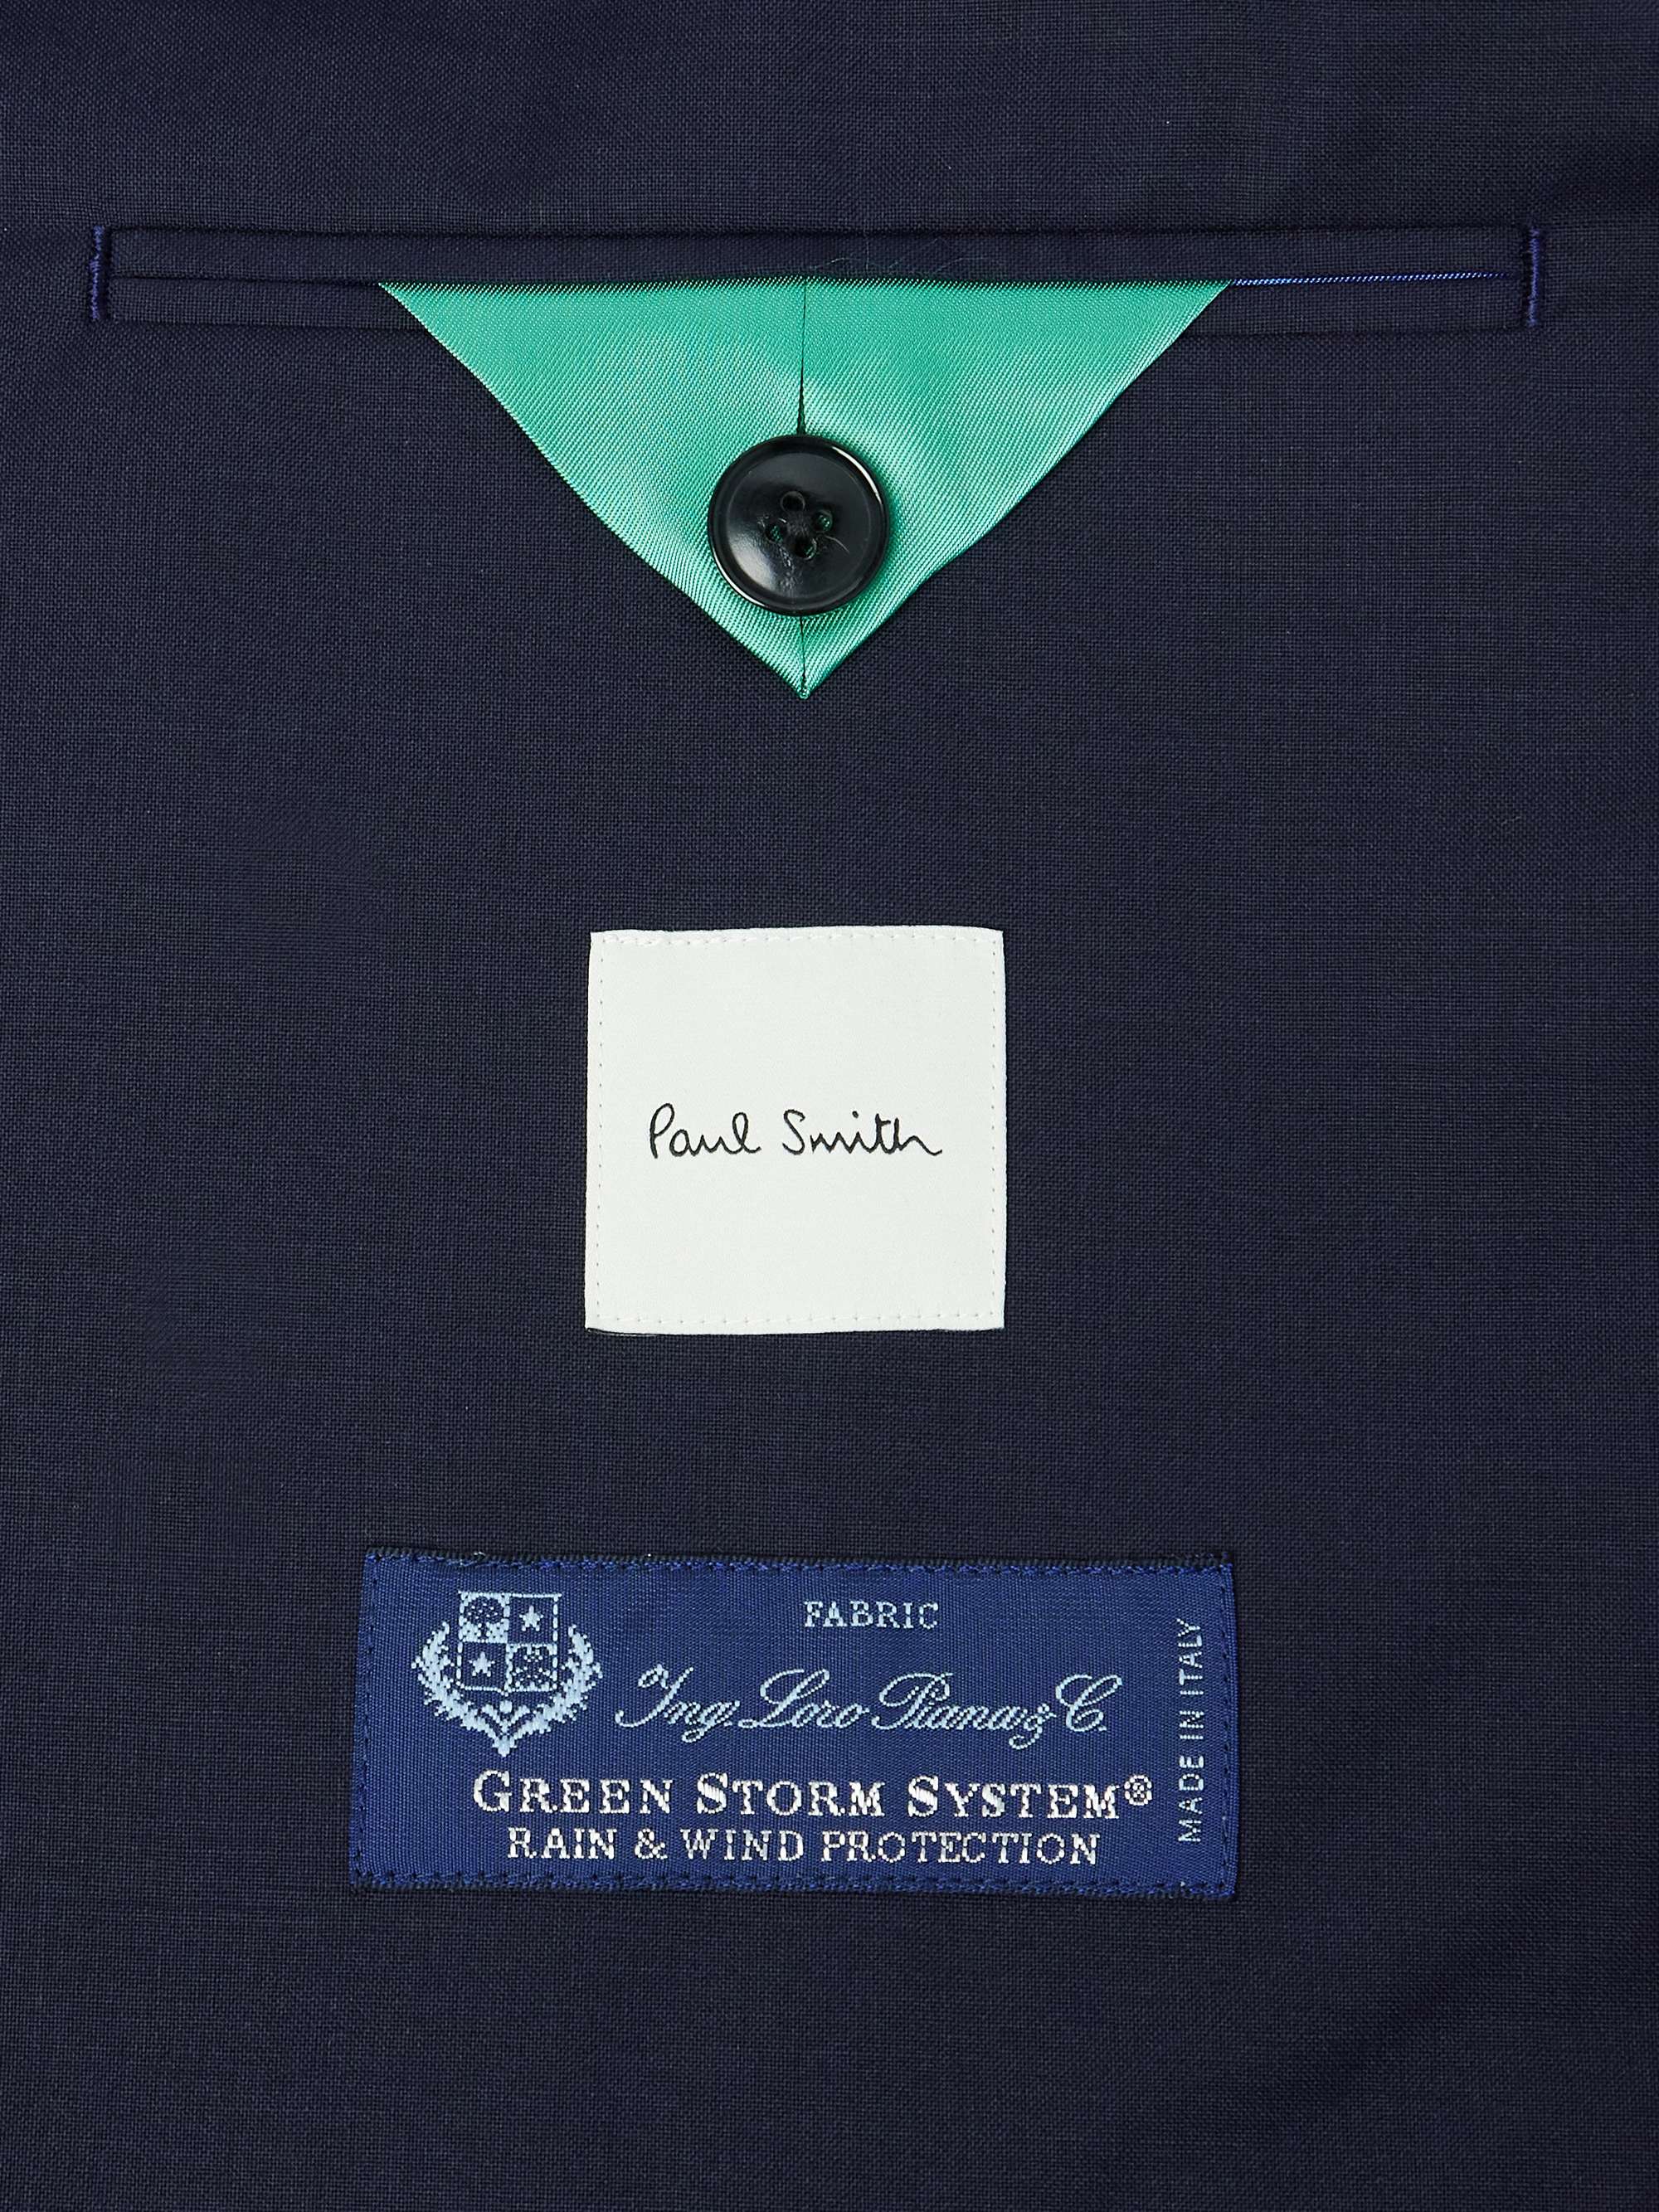 Paul Smith
FABRIC
Ing. Loro Piana & C.
GREEN STORM SYSTEM®
RAIN & WIND PROTECTION
MADE IN ITALY